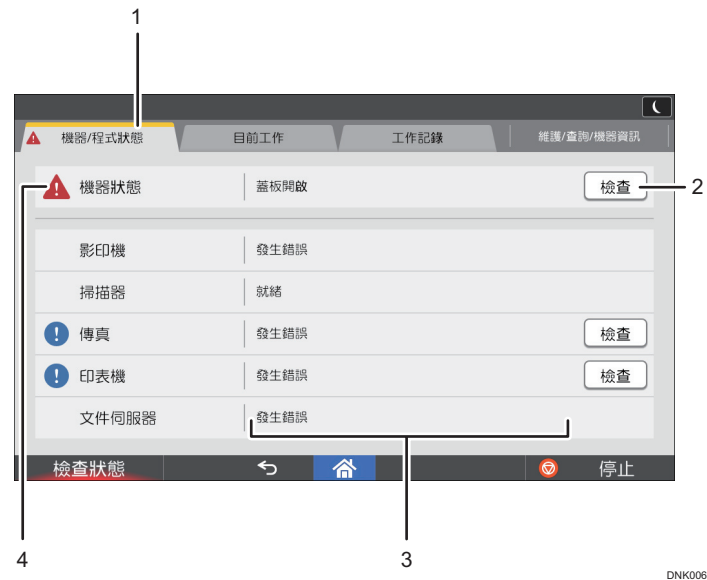 1
機器/程式狀態
目前工作
工作記錄
維護/查詢/機器資訊
機器狀態
蓋板開啟
檢查
2
影印機
發生錯誤
掃描器
就緒
傳真
發生錯誤
檢查
印表機
發生錯誤
檢查
文件伺服器
發生錯誤
檢查狀態
停止
4
3
DNK006